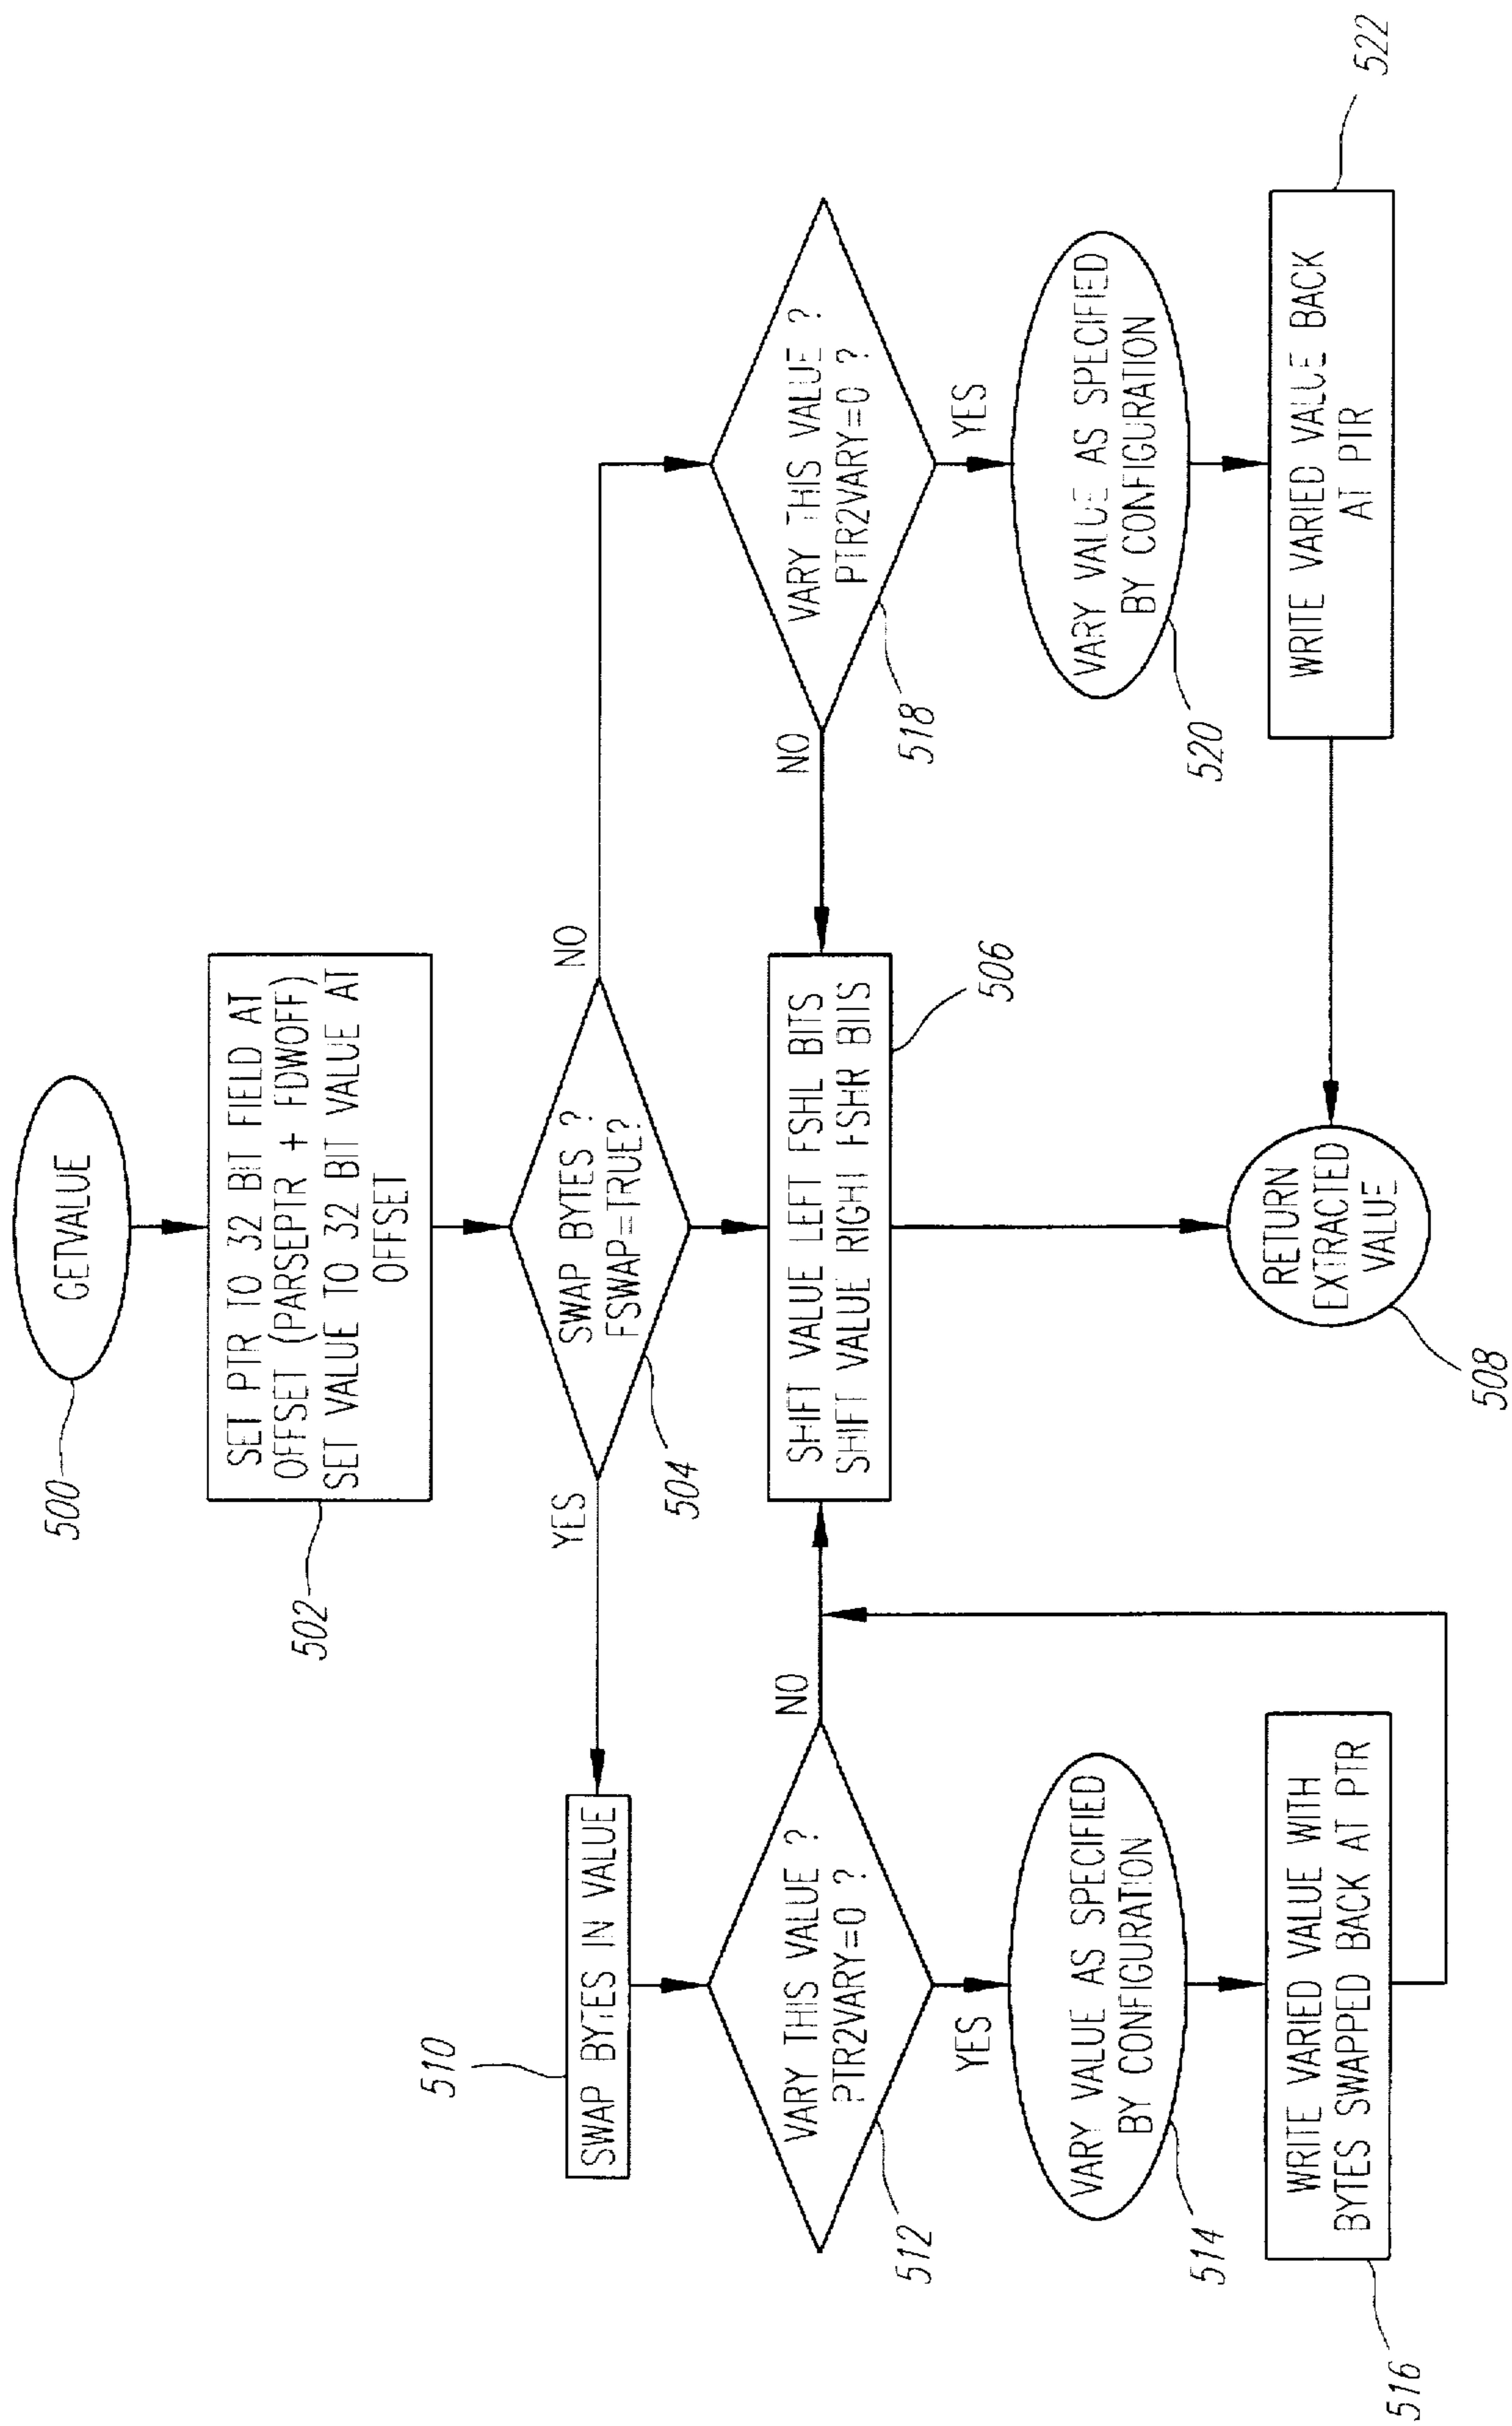 GETVALUE
500
SET PTR TO 32 BIT FIELD AT
OFFSET (PARSEPTR + FDWOFF)
SET VALUE TO 32 BIT VALUE AT
OFFSET
502
SWAP BYTES ?
FSWAP=TRUE?
YES
NO
504
510
SWAP BYTES IN VALUE
VARY THIS VALUE ?
PTR2VARY=0 ?
NO
YES
512
SHIFT VALUE LEFT FSHL BITS
SHIFT VALUE RIGHT FSHR BITS
506
VARY THIS VALUE ?
PTR2VARY=0 ?
NO
YES
518
VARY VALUE AS SPECIFIED
BY CONFIGURATION
514
VARY VALUE AS SPECIFIED
BY CONFIGURATION
520
WRITE VARIED VALUE WITH
BYTES SWAPPED BACK AT PTR
516
RETURN
EXTRACTED
VALUE
508
WRITE VARIED VALUE BACK
AT PTR
522